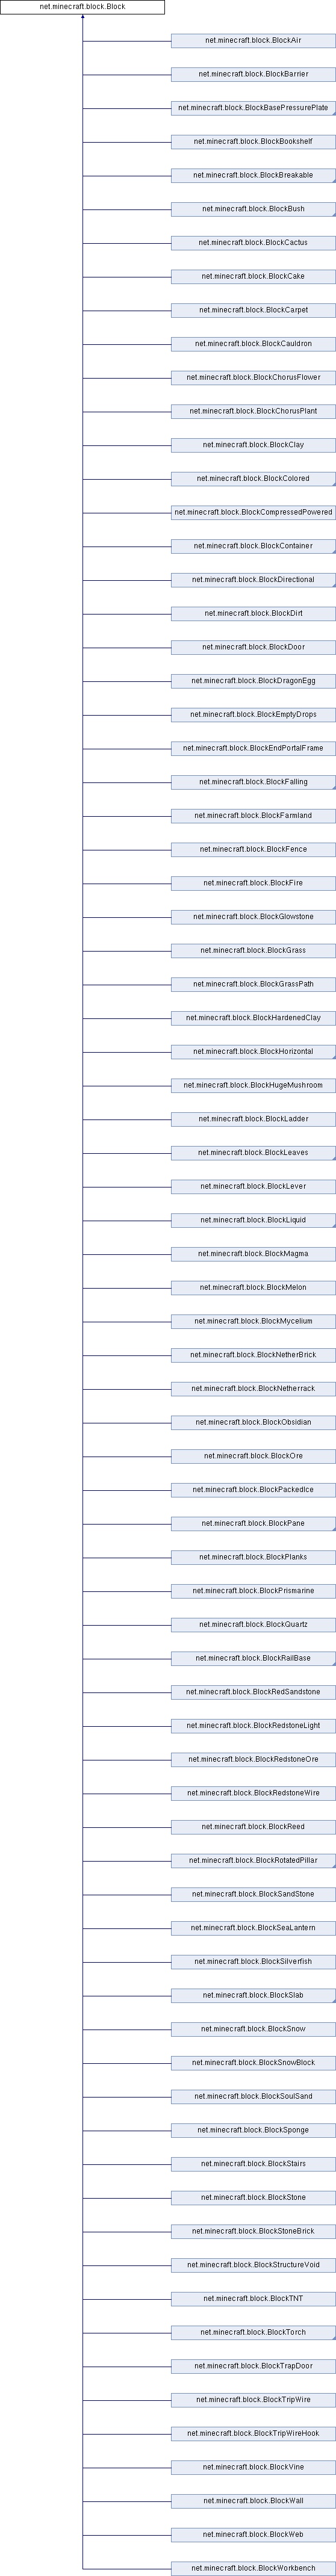 net.minecraft.block.Block
net.minecraft.block.BlockAir
net.minecraft.block.BlockBarrier
net.minecraft.block.BlockBasePressurePlate
net.minecraft.block.BlockBookshelf
net.minecraft.block.BlockBreakable
net.minecraft.block.BlockBush
net.minecraft.block.BlockCactus
net.minecraft.block.BlockCake
net.minecraft.block.BlockCarpet
net.minecraft.block.BlockCauldron
net.minecraft.block.BlockChorusFlower
net.minecraft.block.BlockChorusPlant
net.minecraft.block.BlockClay
net.minecraft.block.BlockColored
net.minecraft.block.BlockCompressedPowered
net.minecraft.block.BlockContainer
net.minecraft.block.BlockDirectional
net.minecraft.block.BlockDirt
net.minecraft.block.BlockDoor
net.minecraft.block.BlockDragonEgg
net.minecraft.block.BlockEmptyDrops
net.minecraft.block.BlockEndPortalFrame
net.minecraft.block.BlockFalling
net.minecraft.block.BlockFarmland
net.minecraft.block.BlockFence
net.minecraft.block.BlockFire
net.minecraft.block.BlockGlowstone
net.minecraft.block.BlockGrass
net.minecraft.block.BlockGrassPath
net.minecraft.block.BlockHardenedClay
net.minecraft.block.BlockHorizontal
net.minecraft.block.BlockHugeMushroom
net.minecraft.block.BlockLadder
net.minecraft.block.BlockLeaves
net.minecraft.block.BlockLever
net.minecraft.block.BlockLiquid
net.minecraft.block.BlockMagma
net.minecraft.block.BlockMelon
net.minecraft.block.BlockMycelium
net.minecraft.block.BlockNetherBrick
net.minecraft.block.BlockNetherrack
net.minecraft.block.BlockObsidian
net.minecraft.block.BlockOre
net.minecraft.block.BlockPackedIce
net.minecraft.block.BlockPane
net.minecraft.block.BlockPlanks
net.minecraft.block.BlockPrismarine
net.minecraft.block.BlockQuartz
net.minecraft.block.BlockRailBase
net.minecraft.block.BlockRedSandstone
net.minecraft.block.BlockRedstoneLight
net.minecraft.block.BlockRedstoneOre
net.minecraft.block.BlockRedstoneWire
net.minecraft.block.BlockReed
net.minecraft.block.BlockRotatedPillar
net.minecraft.block.BlockSandStone
net.minecraft.block.BlockSeaLantern
net.minecraft.block.BlockSilverfish
net.minecraft.block.BlockSlab
net.minecraft.block.BlockSnow
net.minecraft.block.BlockSnowBlock
net.minecraft.block.BlockSoulSand
net.minecraft.block.BlockSponge
net.minecraft.block.BlockStairs
net.minecraft.block.BlockStone
net.minecraft.block.BlockStoneBrick
net.minecraft.block.BlockStructureVoid
net.minecraft.block.BlockTNT
net.minecraft.block.BlockTorch
net.minecraft.block.BlockTrapDoor
net.minecraft.block.BlockTripWire
net.minecraft.block.BlockTripWireHook
net.minecraft.block.BlockVine
net.minecraft.block.BlockWall
net.minecraft.block.BlockWeb
net.minecraft.block.BlockWorkbench